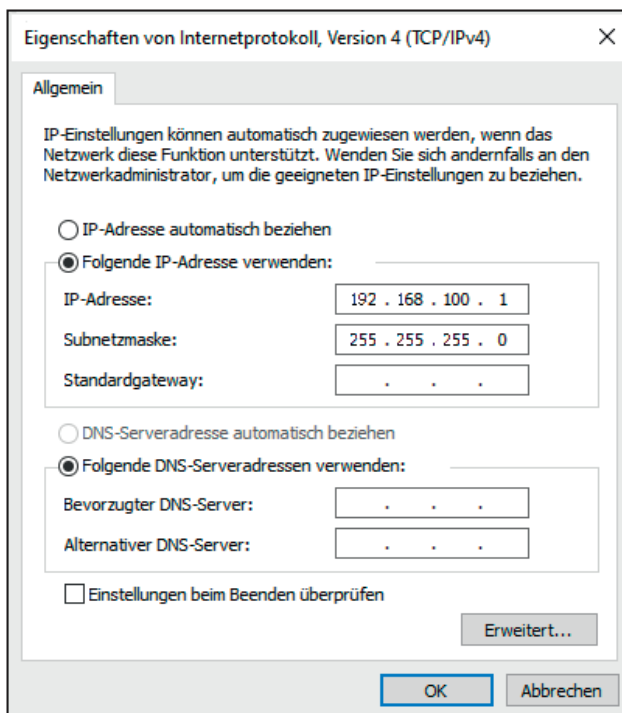 Eigenschaften von Internetprotokoll, Version 4 (TCP/IPv4)
Allgemein
IP-Einstellungen können automatisch zugewiesen werden, wenn das
Netzwerk diese Funktion unterstützt. Wenden Sie sich andernfalls an den
Netzwerkadministrator, um die geeigneten IP-Einstellungen zu beziehen.
IP-Adresse automatisch beziehen
Folgende IP-Adresse verwenden:
IP-Adresse: 192 . 168 . 100 . 1
Subnetzmaske: 255 . 255 . 255 . 0
Standardgateway: . . .
DNS-Serveradresse automatisch beziehen
Folgende DNS-Serveradressen verwenden:
Bevorzugter DNS-Server: . . .
Alternativer DNS-Server: . . .
Einstellungen beim Beenden überprüfen
Erweitert...
OK Abbrechen